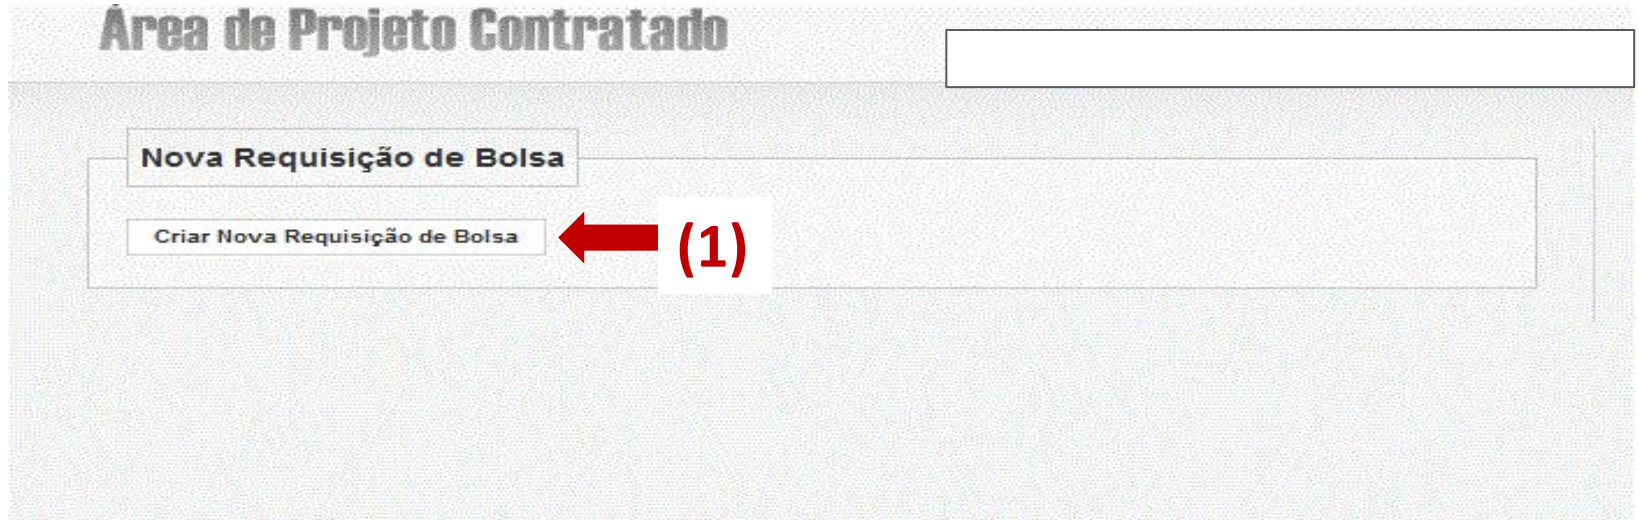 Área de Projeto Contratado
Nova Requisição de Bolsa
Criar Nova Requisição de Bolsa
(1)